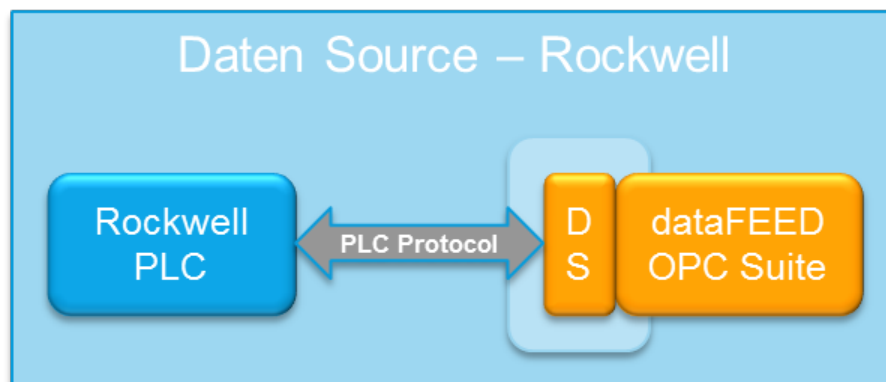 Daten Source – Rockwell
Rockwell
PLC
PLC Protocol
D
S
dataFEED
OPC Suite